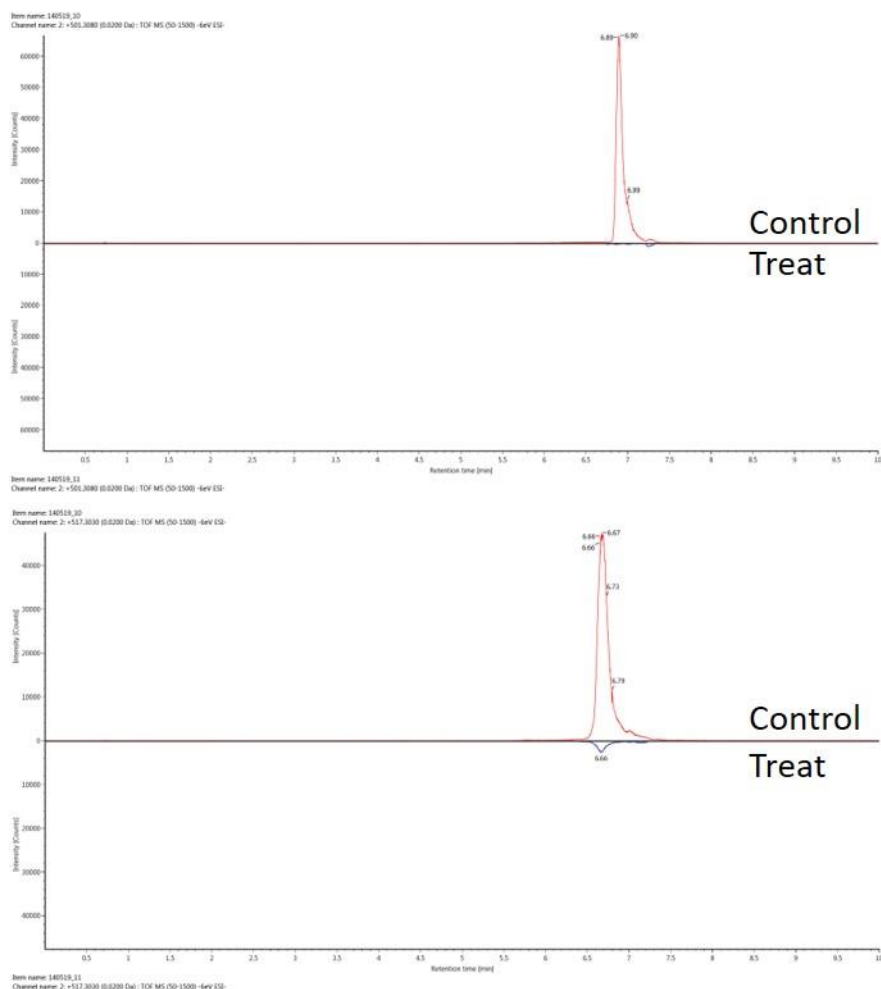 Item name: 140519_10
Channel name: 2: +501.3080 (0.0200 Da) : TOF MS (50-1500) -6eV ESI-
60000
50000
40000
30000
20000
10000
0
10000
20000
30000
40000
50000
60000
Intensity [Counts]
Intensity [Counts]
6.89
6.90
6.99
Control
Treat
0.5 1 1.5 2 2.5 3 3.5 4 4.5 5 5.5 6 6.5 7 7.5 8 8.5 9 9.5 10
Retention time [min]
Item name: 140519_11
Channel name: 2: +501.3080 (0.0200 Da) : TOF MS (50-1500) -6eV ESI-
Item name: 140519_10
Channel name: 2: +517.3030 (0.0200 Da) : TOF MS (50-1500) -6eV ESI-
40000
30000
20000
10000
0
10000
20000
30000
40000
Intensity [Counts]
Intensity [Counts]
6.66 6.67
6.66
6.73
6.79
Control
Treat
6.66
0.5 1 1.5 2 2.5 3 3.5 4 4.5 5 5.5 6 6.5 7 7.5 8 8.5 9 9.5 10
Retention time [min]
Item name: 140519_11
Channel name: 2: +517.3030 (0.0200 Da) : TOF MS (50-1500) -6eV ESI-